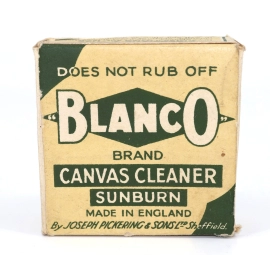 DOES NOT RUB OFF
"BLANCO"
BRAND
CANVAS CLEANER
SUNBURN
MADE IN ENGLAND
By JOSEPH PICKERING & SONS LTD Sheffield.